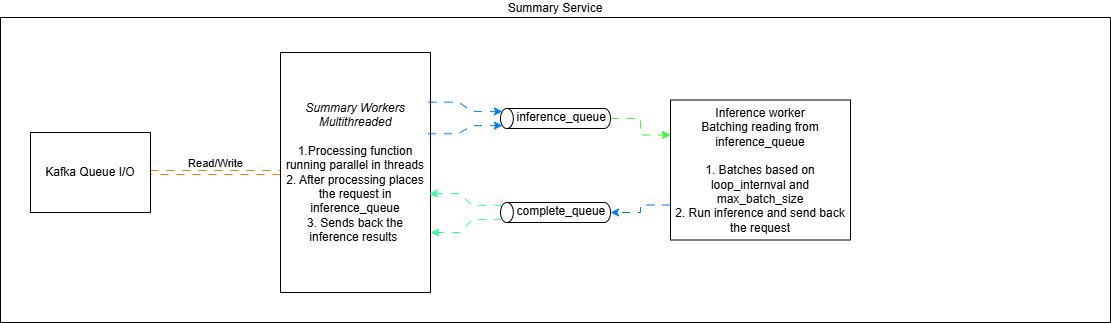 Summary Service
Kafka Queue I/O
Read/Write
Summary Workers
Multithreaded
1.Processing function
running parallel in threads
2. After processing places
the request in
inference_queue
3. Sends back the
inference results
inference_queue
complete_queue
Inference worker
Batching reading from
inference_queue
1. Batches based on
loop_internval and
max_batch_size
2. Run inference and send back
the request